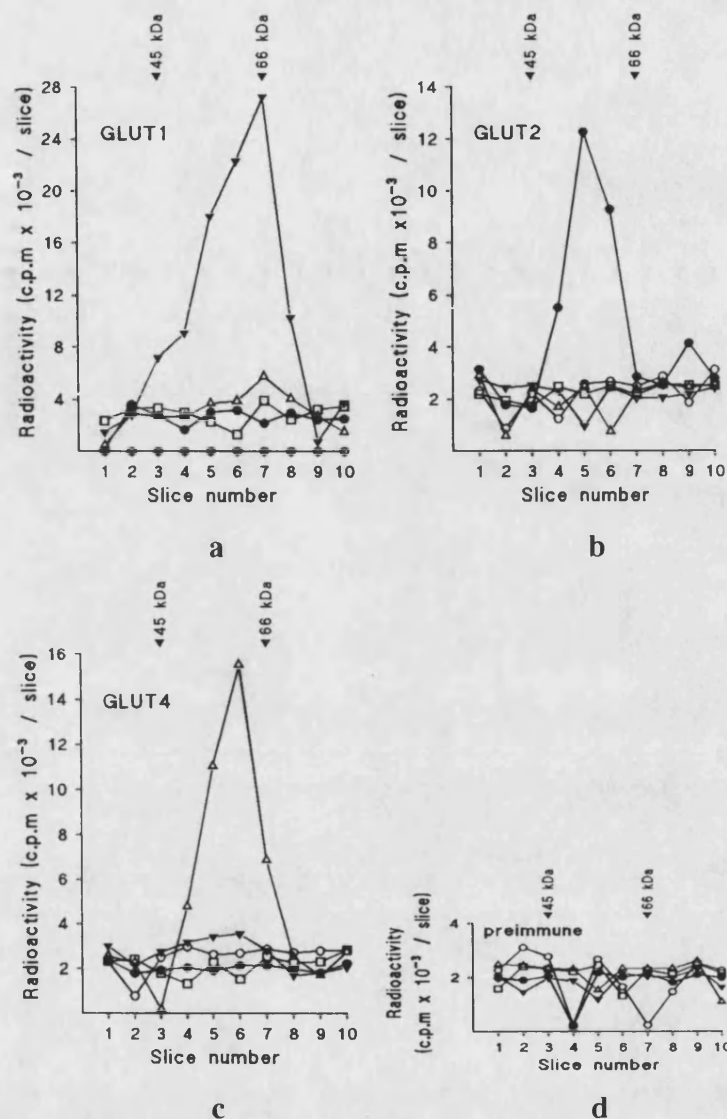 ◄45 kDa
◄66 kDa
28
24
20
16
12
8
4
GLUT1
Radioactivity (c.p.m x 10⁻³ / slice)
1 2 3 4 5 6 7 8 9 10
Slice number
a
◄45 kDa
◄66 kDa
14
12
10
8
6
4
2
GLUT2
Radioactivity (c.p.m x10⁻³ / slice)
1 2 3 4 5 6 7 8 9 10
Slice number
b
◄45 kDa
◄66 kDa
16
14
12
10
8
6
4
2
GLUT4
Radioactivity (c.p.m x 10⁻³ / slice)
1 2 3 4 5 6 7 8 9 10
Slice number
c
◄45 kDa
◄66 kDa
4
2
preimmune
Radioactivity
(c.p.m x 10⁻³ / slice)
1 2 3 4 5 6 7 8 9 10
Slice number
d